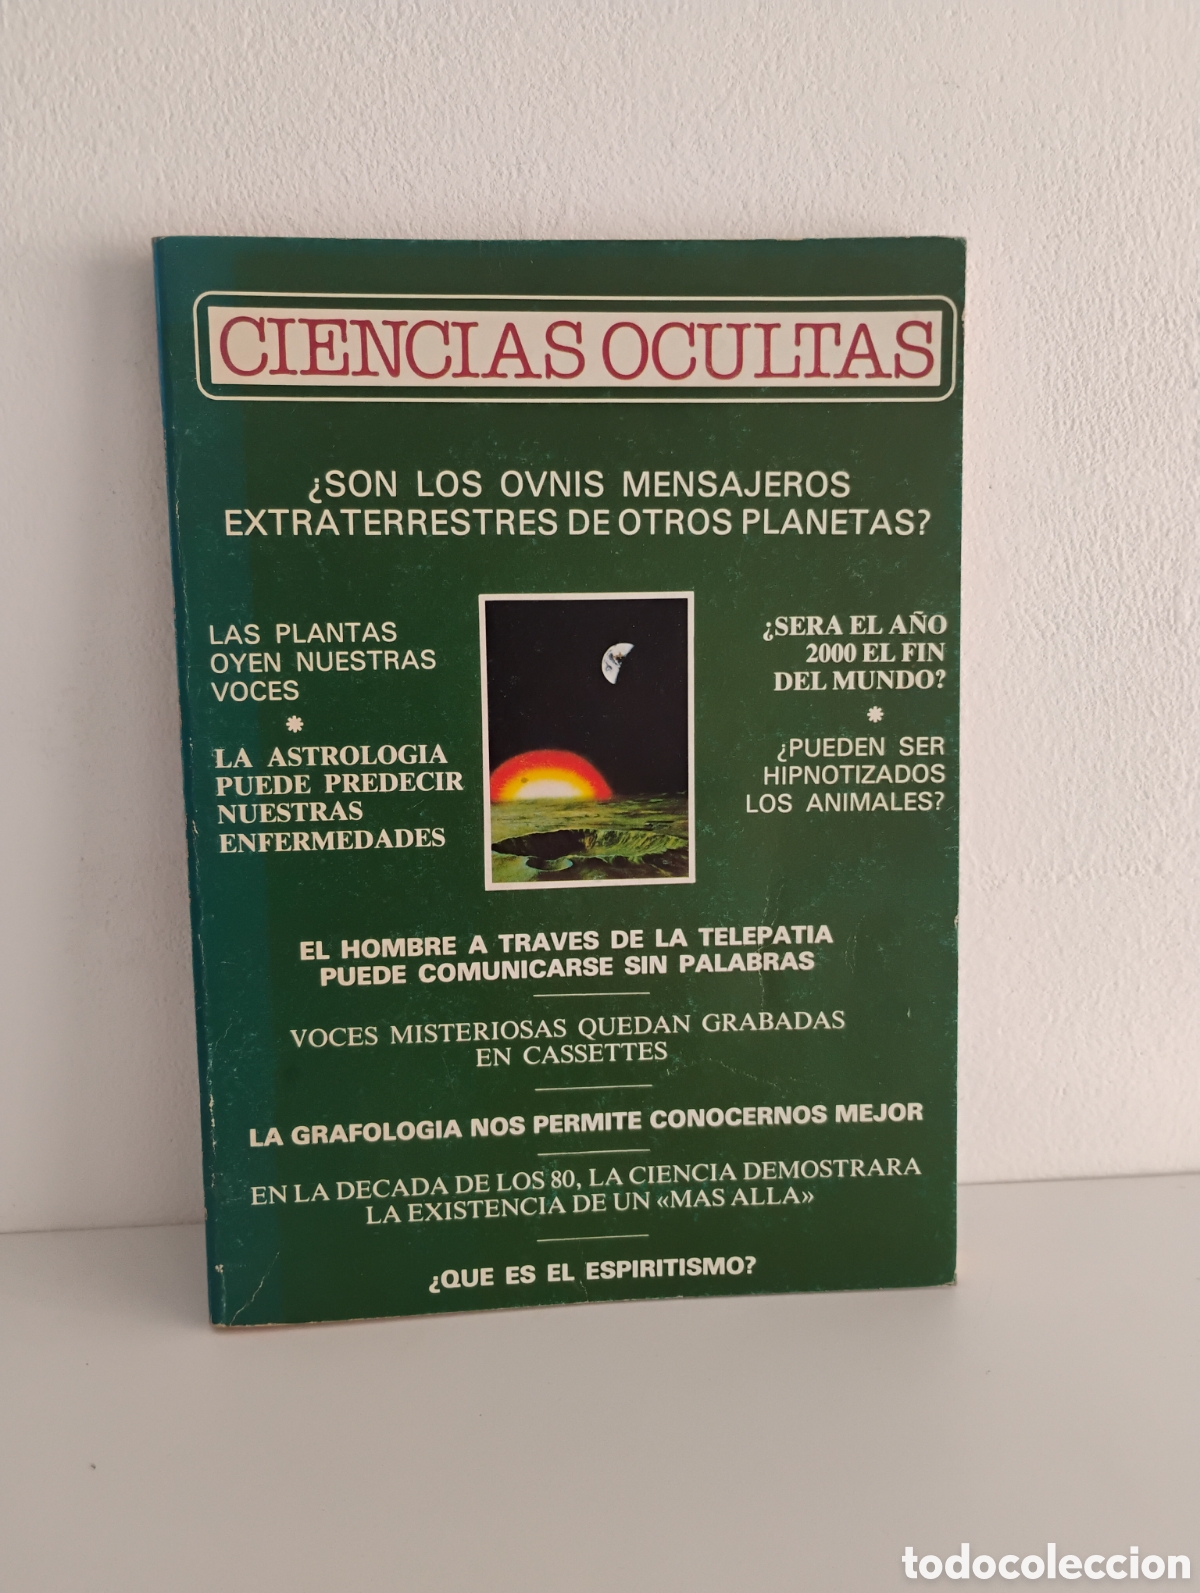 CIENCIAS OCULTAS
¿SON LOS OVNIS MENSAJEROS
EXTRATERRESTRES DE OTROS PLANETAS?
LAS PLANTAS
OYEN NUESTRAS
VOCES
*
LA ASTROLOGIA
PUEDE PREDECIR
NUESTRAS
ENFERMEDADES
¿SERA EL AÑO
2000 EL FIN
DEL MUNDO?
*
¿PUEDEN SER
HIPNOTIZADOS
LOS ANIMALES?
EL HOMBRE A TRAVES DE LA TELEPATIA
PUEDE COMUNICARSE SIN PALABRAS
VOCES MISTERIOSAS QUEDAN GRABADAS
EN CASSETTES
LA GRAFOLOGIA NOS PERMITE CONOCERNOS MEJOR
EN LA DECADA DE LOS 80, LA CIENCIA DEMOSTRARA
LA EXISTENCIA DE UN «MAS ALLA»
¿QUE ES EL ESPIRITISMO?
todocoleccion